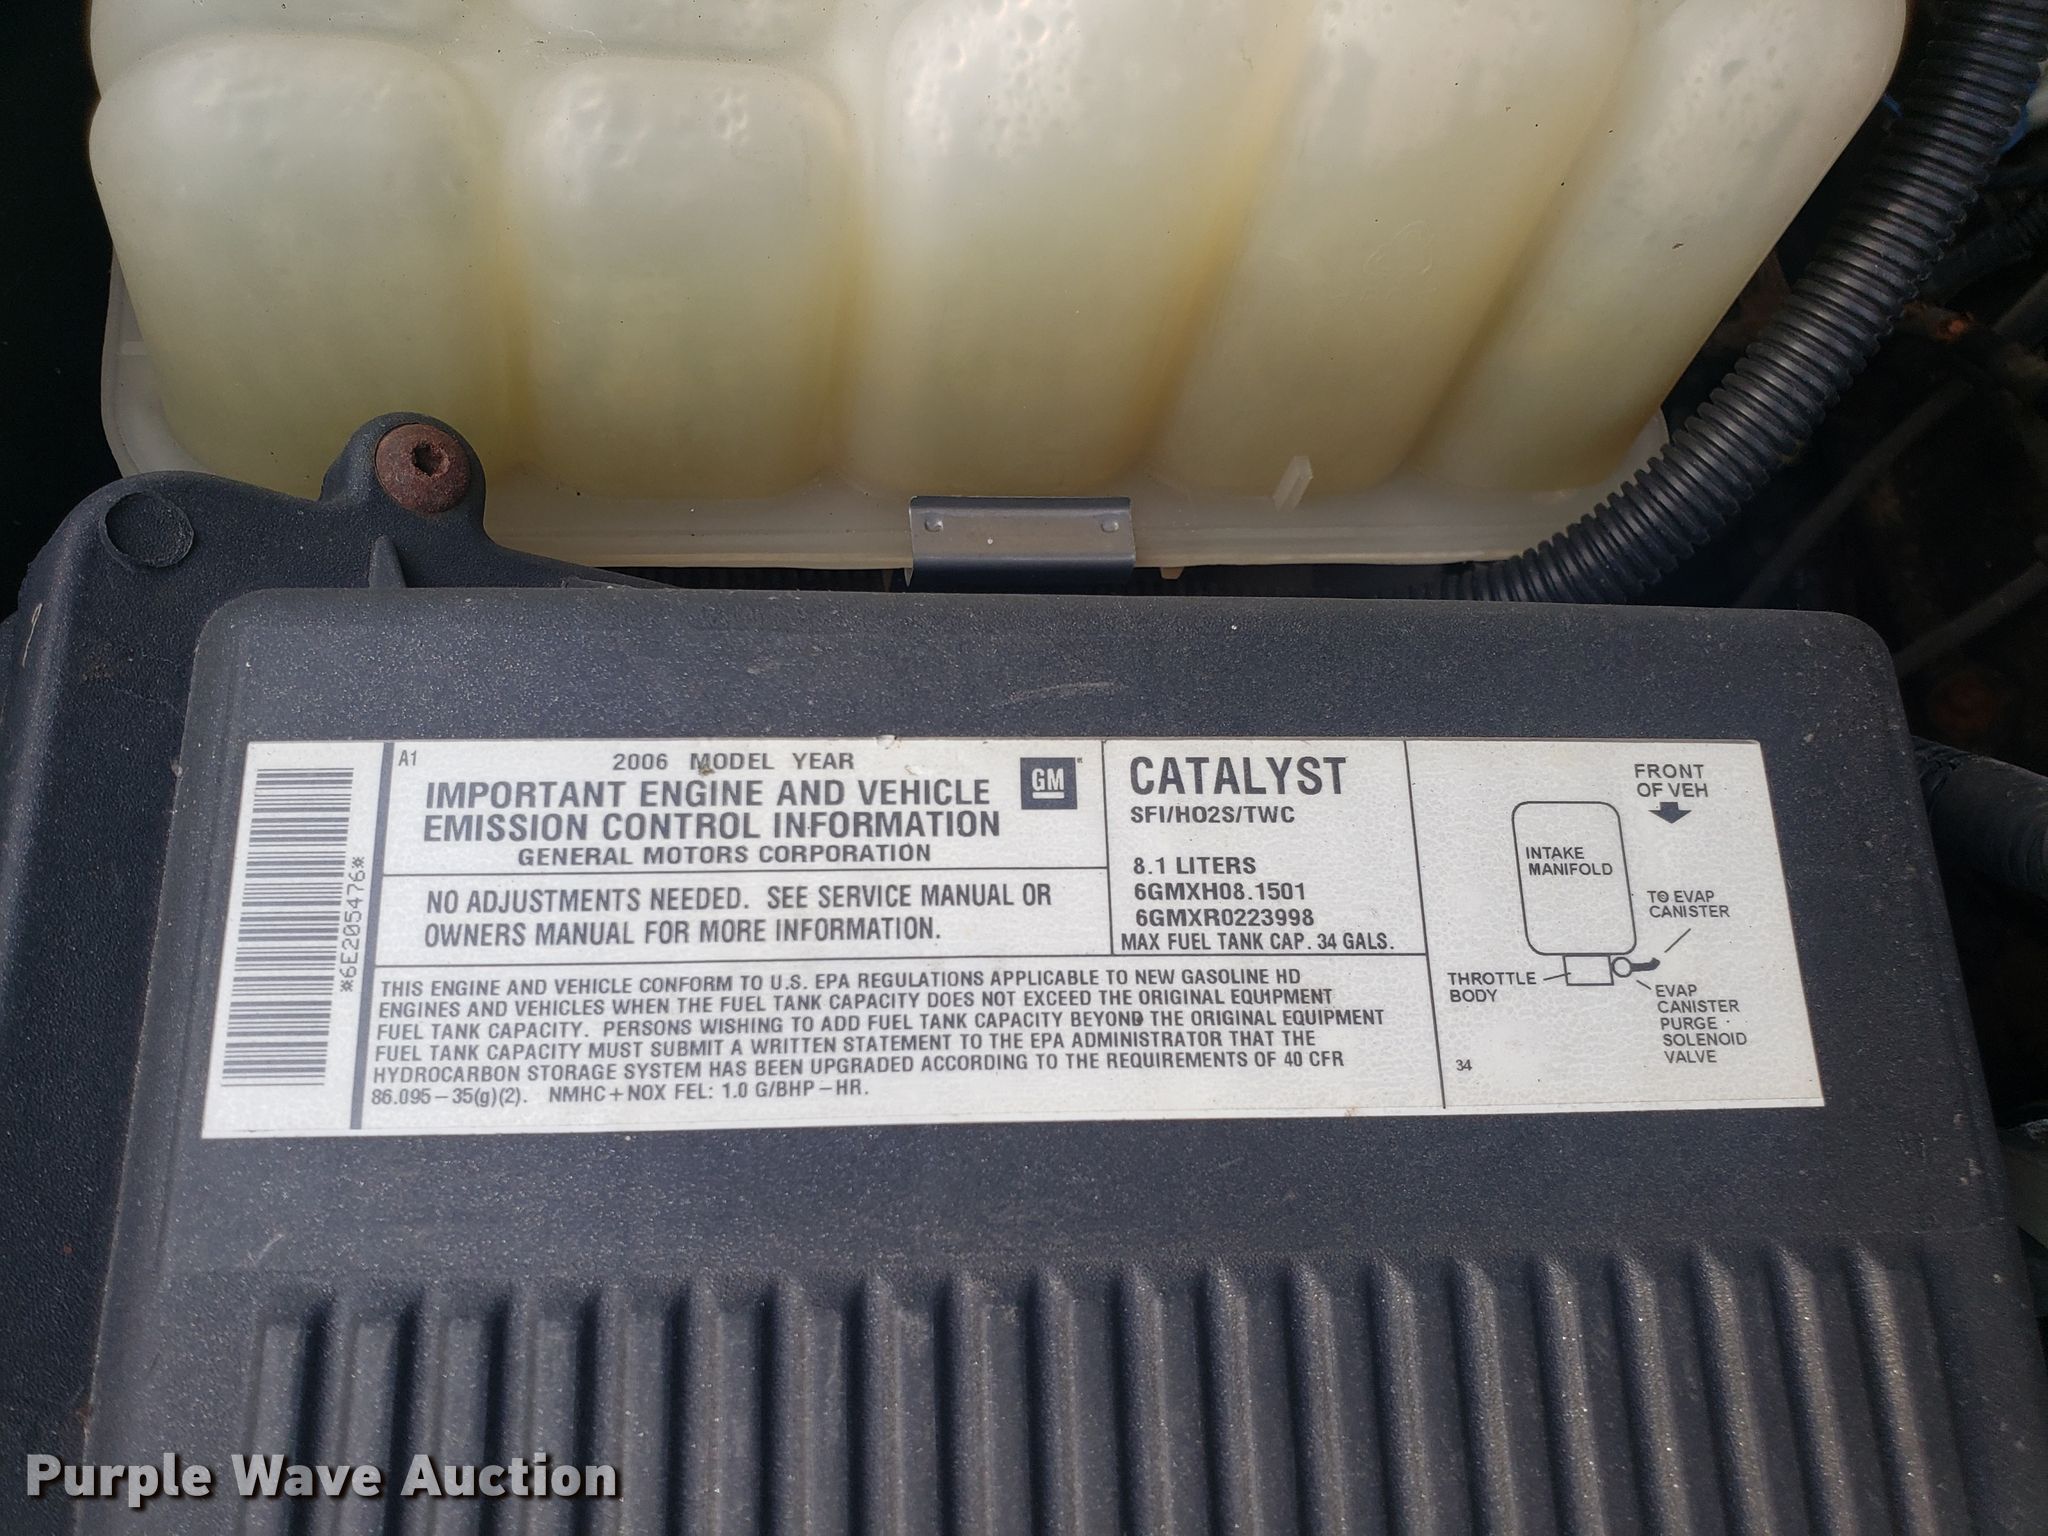 A1
2006 MODEL YEAR
IMPORTANT ENGINE AND VEHICLE
EMISSION CONTROL INFORMATION
GENERAL MOTORS CORPORATION
GM
NO ADJUSTMENTS NEEDED. SEE SERVICE MANUAL OR
OWNERS MANUAL FOR MORE INFORMATION.
CATALYST
SFI/HO2S/TWC
8.1 LITERS
6GMXH08.1501
6GMXR0223998
MAX FUEL TANK CAP. 34 GALS.
THIS ENGINE AND VEHICLE CONFORM TO U.S. EPA REGULATIONS APPLICABLE TO NEW GASOLINE HD
ENGINES AND VEHICLES WHEN THE FUEL TANK CAPACITY DOES NOT EXCEED THE ORIGINAL EQUIPMENT
FUEL TANK CAPACITY. PERSONS WISHING TO ADD FUEL TANK CAPACITY BEYOND THE ORIGINAL EQUIPMENT
FUEL TANK CAPACITY MUST SUBMIT A WRITTEN STATEMENT TO THE EPA ADMINISTRATOR THAT THE
HYDROCARBON STORAGE SYSTEM HAS BEEN UPGRADED ACCORDING TO THE REQUIREMENTS OF 40 CFR
86.095-35(g)(2). NMHC+NOX FEL: 1.0 G/BHP-HR.
*6E205476*
FRONT
OF VEH
INTAKE
MANIFOLD
TO EVAP
CANISTER
THROTTLE
BODY
EVAP
CANISTER
PURGE
SOLENOID
VALVE
34
Purple Wave Auction